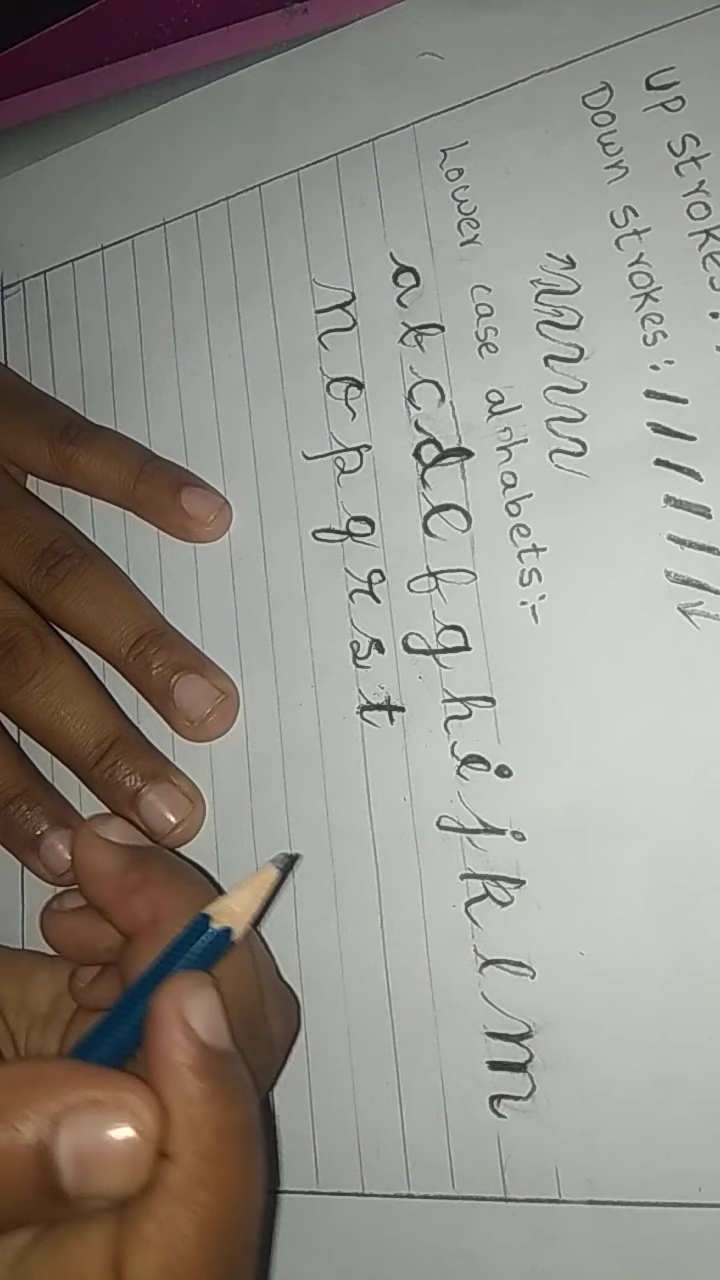 UP strokes:
Down strokes:
Lower case alphabets:-
a b c d e f g h i j k l m
n o p q r s t